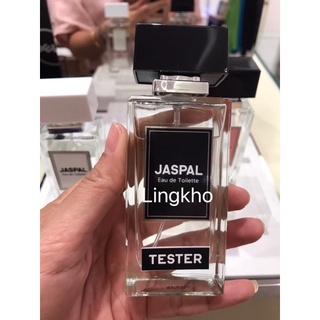 JASPAL
Eau de Toilette
Lingkho
TESTER
JASPAL